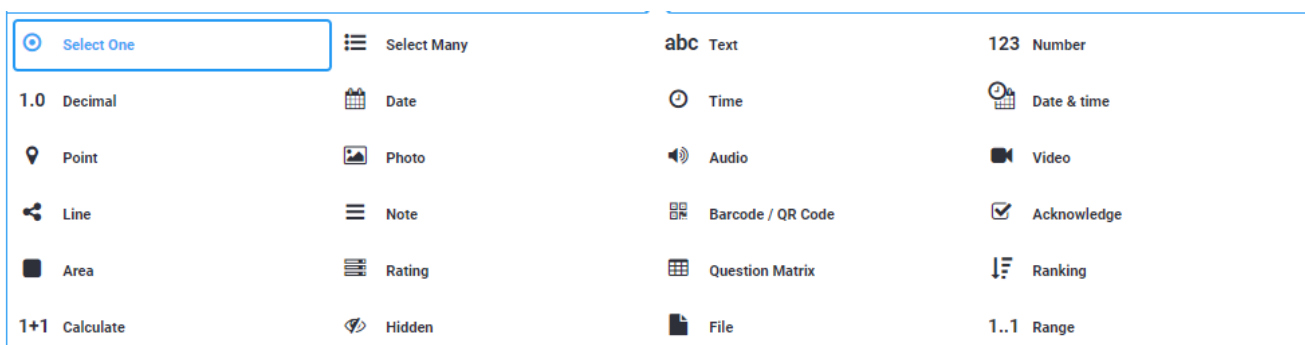 Select One Select Many abc Text 123 Number
1.0 Decimal Date Time Date & time
Point Photo Audio Video
Line Note Barcode / QR Code Acknowledge
Area Rating Question Matrix Ranking
1+1 Calculate Hidden File 1..1 Range